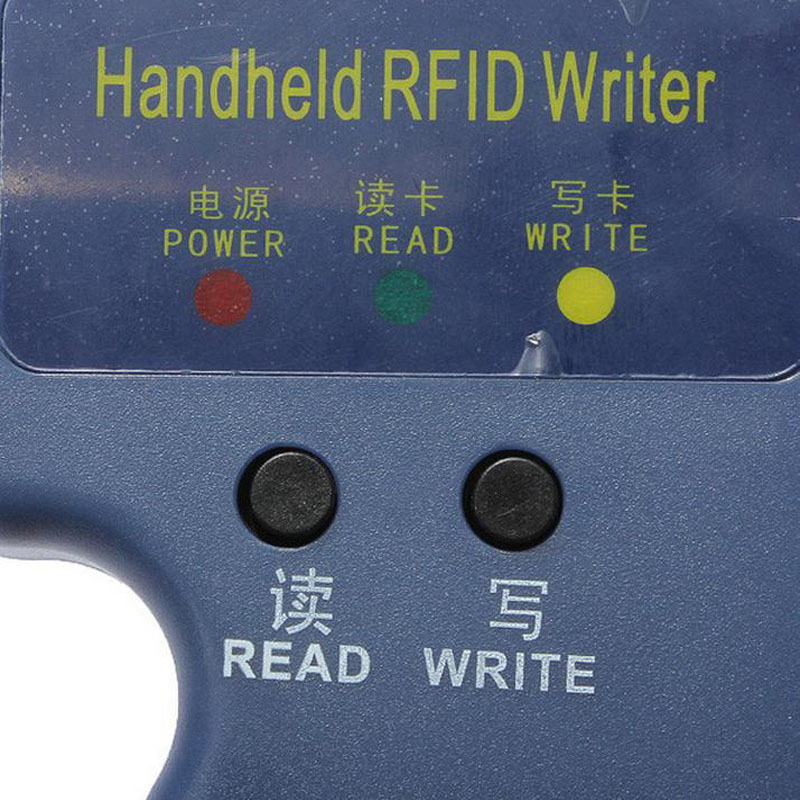 Handheld RFID Writer
电源 读卡 写卡
POWER READ WRITE
读 写
READ WRITE